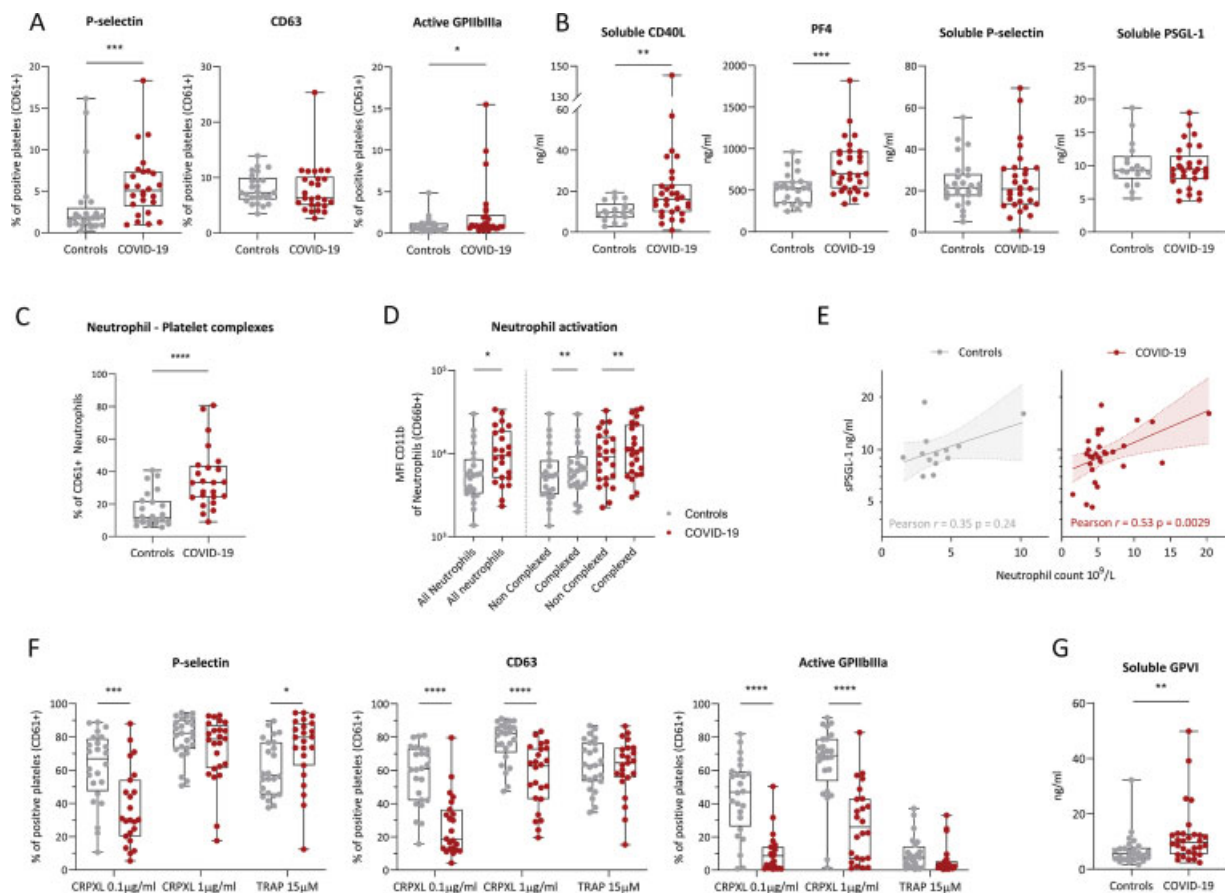 A
P-selectin
***
% of positive plateles (CD61+)
20
15
10
5
0
Controls
COVID-19
CD63
% of positive plateles (CD61+)
30
20
10
0
Controls
COVID-19
Active GPIIbIIIa
*
% of positive plateles (CD61+)
20
15
10
5
0
Controls
COVID-19
B
Soluble CD40L
**
ng/ml
150
130
60
40
20
0
Controls
COVID-19
PF4
***
ng/ml
2000
1500
1000
500
0
Controls
COVID-19
Soluble P-selectin
ng/ml
80
60
40
20
0
Controls
COVID-19
Soluble PSGL-1
ng/ml
25
20
15
10
5
0
Controls
COVID-19
C
Neutrophil - Platelet complexes
****
% of CD61+ Neutrophils
100
80
60
40
20
0
Controls
COVID-19
D
Neutrophil activation
* ** **
MFI CD11b
of Neutrophils (CD66b+)
10⁵
10⁴
10³
All Neutrophils
All neutrophils
Non Complexed
Complexed
Non Complexed
Complexed
Controls
COVID-19
E
Controls
COVID-19
sPSGL-1 ng/ml
20
10
5
Pearson r = 0.35 p = 0.24
Pearson r = 0.53 p = 0.0029
0 5 10 15
0 5 10 15 20
Neutrophil count 10⁹/L
F
P-selectin
*** *
% of positive plateles (CD61+)
100
80
60
40
20
0
CRPXL 0.1µg/ml
CRPXL 1µg/ml
TRAP 15µM
CD63
**** ****
% of positive plateles (CD61+)
100
80
60
40
20
0
CRPXL 0.1µg/ml
CRPXL 1µg/ml
TRAP 15µM
Active GPIIbIIIa
**** ****
% of positive plateles (CD61+)
100
80
60
40
20
0
CRPXL 0.1µg/ml
CRPXL 1µg/ml
TRAP 15µM
G
Soluble GPVI
**
ng/ml
60
40
20
0
Controls
COVID-19